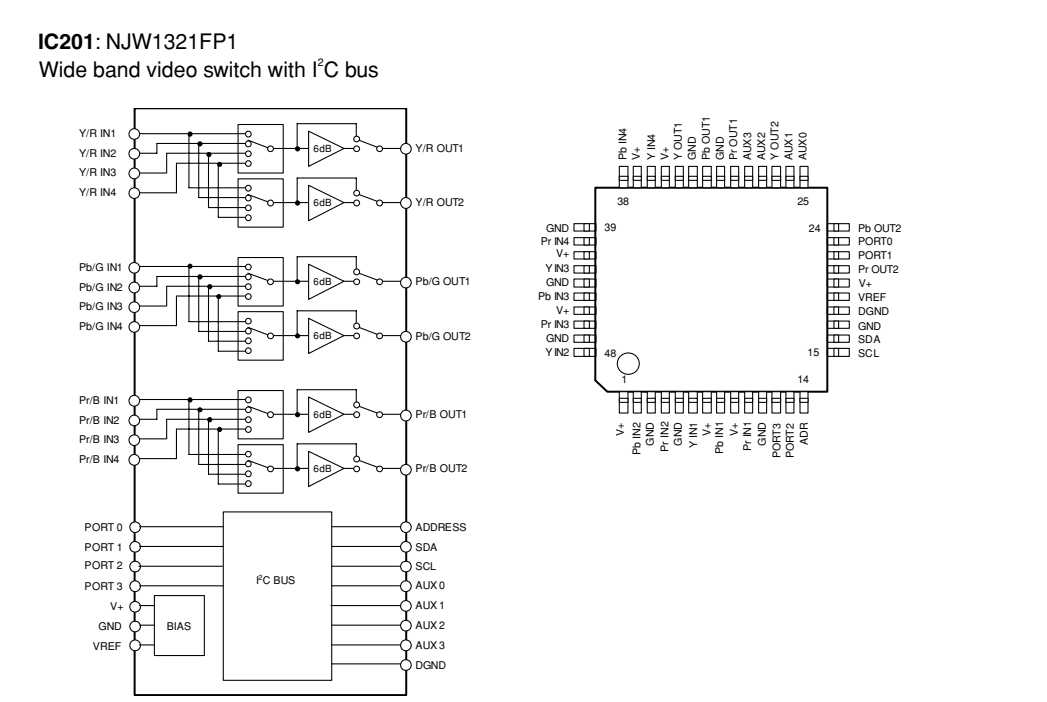 IC201: NJW1321FP1
Wide band video switch with I²C bus
Y/R IN1
Y/R IN2
Y/R IN3
Y/R IN4
6dB
6dB
Y/R OUT1
Y/R OUT2
Pb/G IN1
Pb/G IN2
Pb/G IN3
Pb/G IN4
6dB
6dB
Pb/G OUT1
Pb/G OUT2
Pr/B IN1
Pr/B IN2
Pr/B IN3
Pr/B IN4
6dB
6dB
Pr/B OUT1
Pr/B OUT2
PORT 0
PORT 1
PORT 2
PORT 3
V+
GND
VREF
BIAS
I²C BUS
ADDRESS
SDA
SCL
AUX 0
AUX 1
AUX 2
AUX 3
DGND
Pb IN4
V+
Y IN4
V+
Y OUT1
GND
Pb OUT1
GND
Pr OUT1
AUX3
AUX2
Y OUT2
AUX1
AUX0
38
25
39
24
48
15
1
14
GND
Pr IN4
V+
Y IN3
GND
Pb IN3
V+
Pr IN3
GND
Y IN2
Pb OUT2
PORT0
PORT1
Pr OUT2
V+
VREF
DGND
GND
SDA
SCL
V+
Pb IN2
GND
Pr IN2
GND
Y IN1
V+
Pb IN1
V+
Pr IN1
GND
PORT3
PORT2
ADR